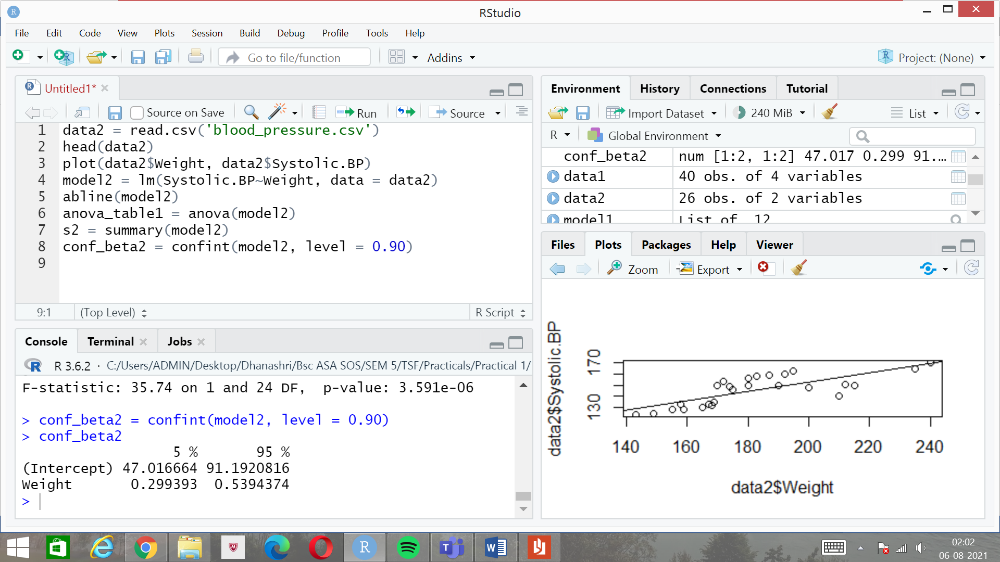 RStudio
File Edit Code View Plots Session Build Debug Profile Tools Help
Go to file/function Addins Project: (None)
Untitled1*
Source on Save Run Source
1 data2 = read.csv('blood_pressure.csv')
2 head(data2)
3 plot(data2$Weight, data2$Systolic.BP)
4 model2 = lm(Systolic.BP~Weight, data = data2)
5 abline(model2)
6 anova_table1 = anova(model2)
7 s2 = summary(model2)
8 conf_beta2 = confint(model2, level = 0.90)
9
9:1 (Top Level) R Script
Console Terminal Jobs
R 3.6.2 · C:/Users/ADMIN/Desktop/Dhanashri/Bsc ASA SOS/SEM 5/TSF/Practicals/Practical 1/
F-statistic: 35.74 on 1 and 24 DF, p-value: 3.591e-06
> conf_beta2 = confint(model2, level = 0.90)
> conf_beta2
5 % 95 %
(Intercept) 47.016664 91.1920816
Weight 0.299393 0.5394374
>
Environment History Connections Tutorial
Import Dataset 240 MiB List
R Global Environment
conf_beta2 num [1:2, 1:2] 47.017 0.299 91....
data1 40 obs. of 4 variables
data2 26 obs. of 2 variables
model1 List of 12
Files Plots Packages Help Viewer
Zoom Export
data2$Systolic.BP
170
130
140 160 180 200 220 240
data2$Weight
02:02
06-08-2021